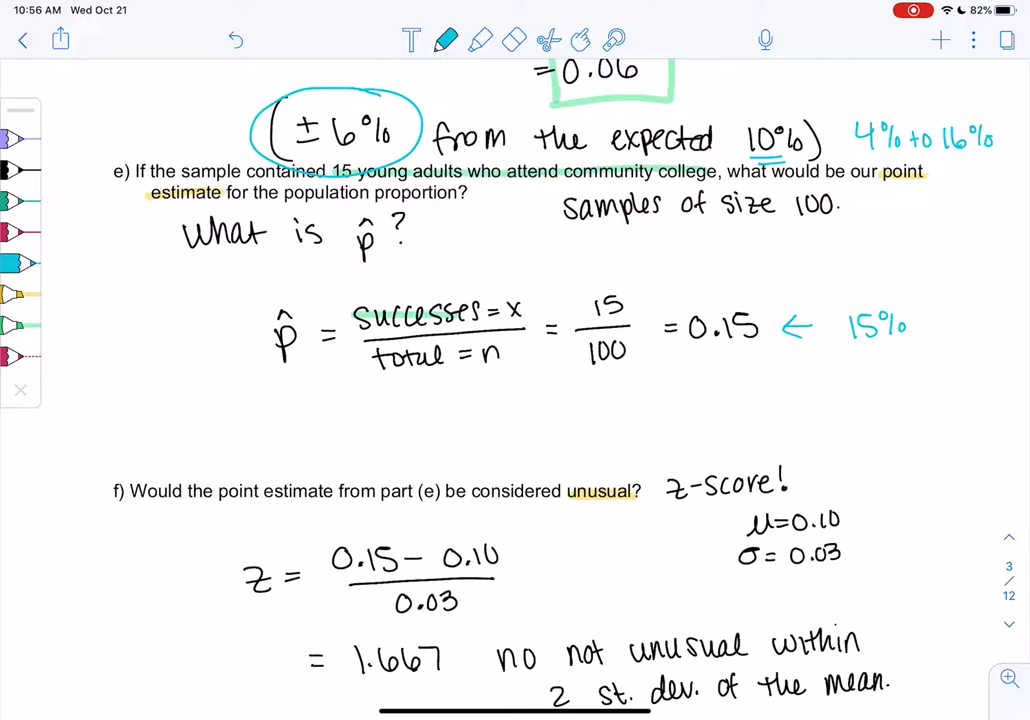 10:56 AM Wed Oct 21
82%
T
= 0.06
(± 6% from the expected 10%) 4% to 16%
e) If the sample contained 15 young adults who attend community college, what would be our point
estimate for the population proportion?
samples of size 100.
What is p̂?
p̂ = successes = x / total = n = 15 / 100 = 0.15 ← 15%
f) Would the point estimate from part (e) be considered unusual? z-score!
μ = 0.10
σ = 0.03
z = 0.15 - 0.10 / 0.03
= 1.667 no not unusual within
2 st. dev. of the mean.
3
/
12